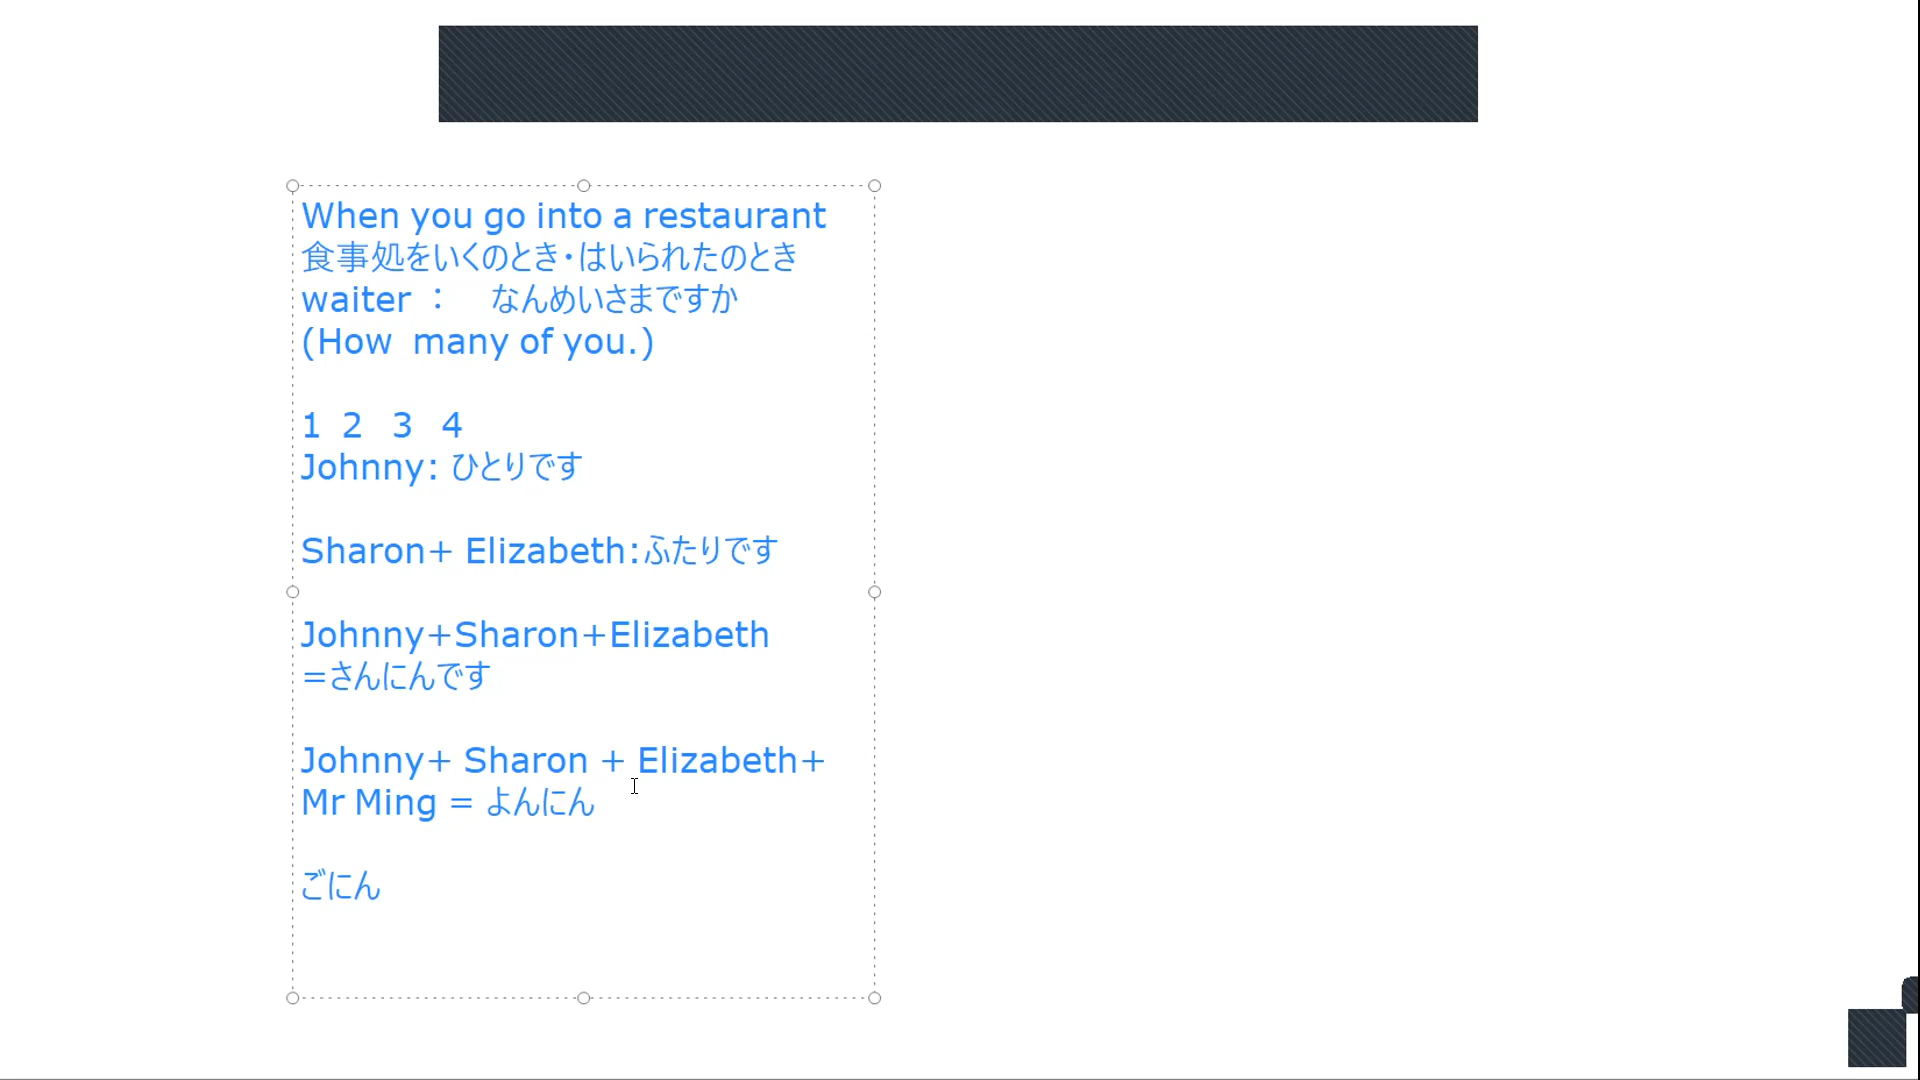 When you go into a restaurant
食事処をいくのとき・はいられたのとき
waiter ： なんめいさまですか
(How many of you.)
1 2 3 4
Johnny: ひとりです
Sharon+ Elizabeth:ふたりです
Johnny+Sharon+Elizabeth
=さんにんです
Johnny+ Sharon + Elizabeth+
Mr Ming = よんにん
ごにん